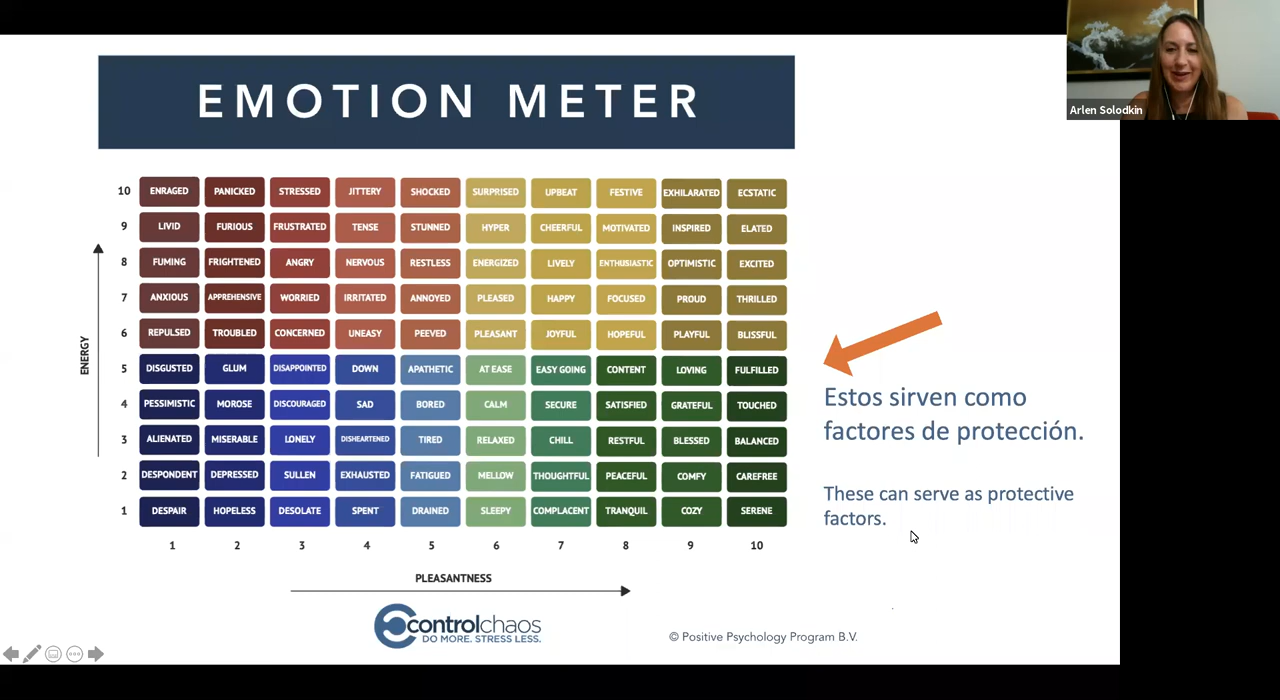 Arlen Solodkin
EMOTION METER
10 ENRAGED PANICKED STRESSED JITTERY SHOCKED SURPRISED UPBEAT FESTIVE EXHILARATED ECSTATIC
9 LIVID FURIOUS FRUSTRATED TENSE STUNNED HYPER CHEERFUL MOTIVATED INSPIRED ELATED
8 FUMING FRIGHTENED ANGRY NERVOUS RESTLESS ENERGIZED LIVELY ENTHUSIASTIC OPTIMISTIC EXCITED
7 ANXIOUS APPREHENSIVE WORRIED IRRITATED ANNOYED PLEASED HAPPY FOCUSED PROUD THRILLED
6 REPULSED TROUBLED CONCERNED UNEASY PEEVED PLEASANT JOYFUL HOPEFUL PLAYFUL BLISSFUL
5 DISGUSTED GLUM DISAPPOINTED DOWN APATHETIC AT EASE EASY GOING CONTENT LOVING FULFILLED
4 PESSIMISTIC MOROSE DISCOURAGED SAD BORED CALM SECURE SATISFIED GRATEFUL TOUCHED
3 ALIENATED MISERABLE LONELY DISHEARTENED TIRED RELAXED CHILL RESTFUL BLESSED BALANCED
2 DESPONDENT DEPRESSED SULLEN EXHAUSTED FATIGUED MELLOW THOUGHTFUL PEACEFUL COMFY CAREFREE
1 DESPAIR HOPELESS DESOLATE SPENT DRAINED SLEEPY COMPLACENT TRANQUIL COZY SERENE
1 2 3 4 5 6 7 8 9 10
ENERGY
PLEASANTNESS
Estos sirven como
factores de protección.
These can serve as protective
factors.
controlchaos
DO MORE. STRESS LESS.
© Positive Psychology Program B.V.